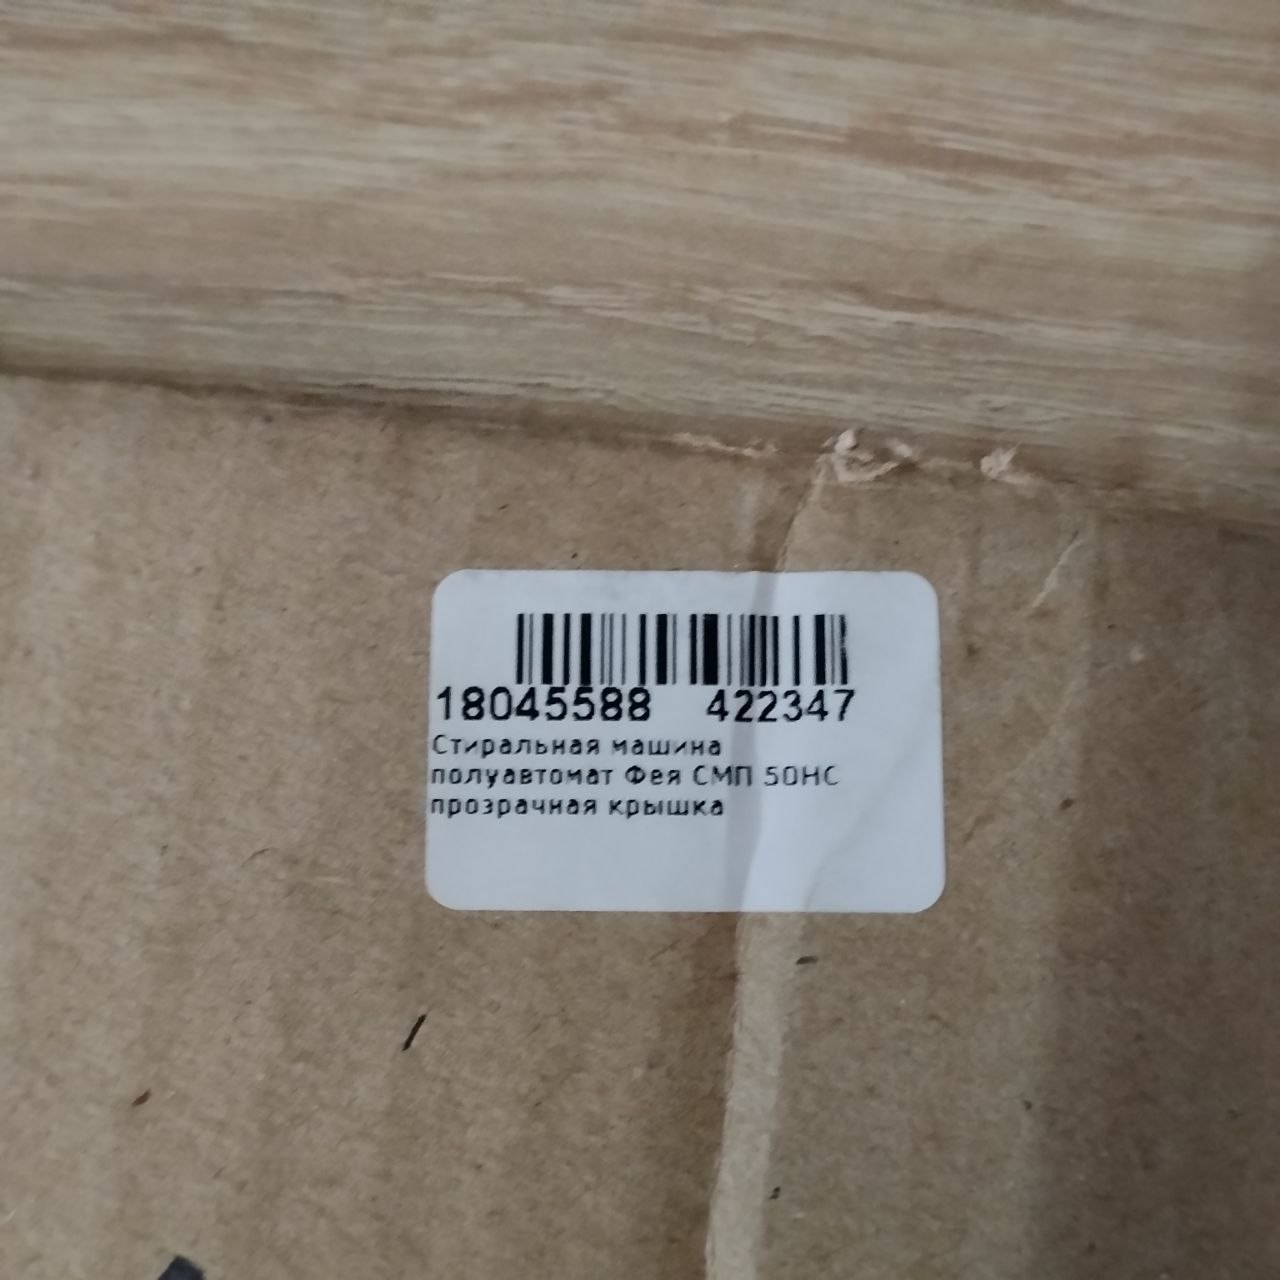 18045588 422347
Стиральная машина
полуавтомат Фея СМП 50НС
прозрачная крышка